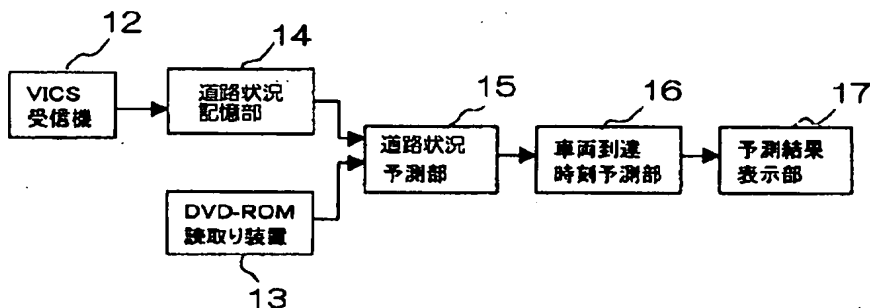 12
VICS
受信機
14
道路状況
記憶部
15
道路状況
予測部
16
車両到達
時刻予測部
17
予測結果
表示部
DVD-ROM
読取り装置
13